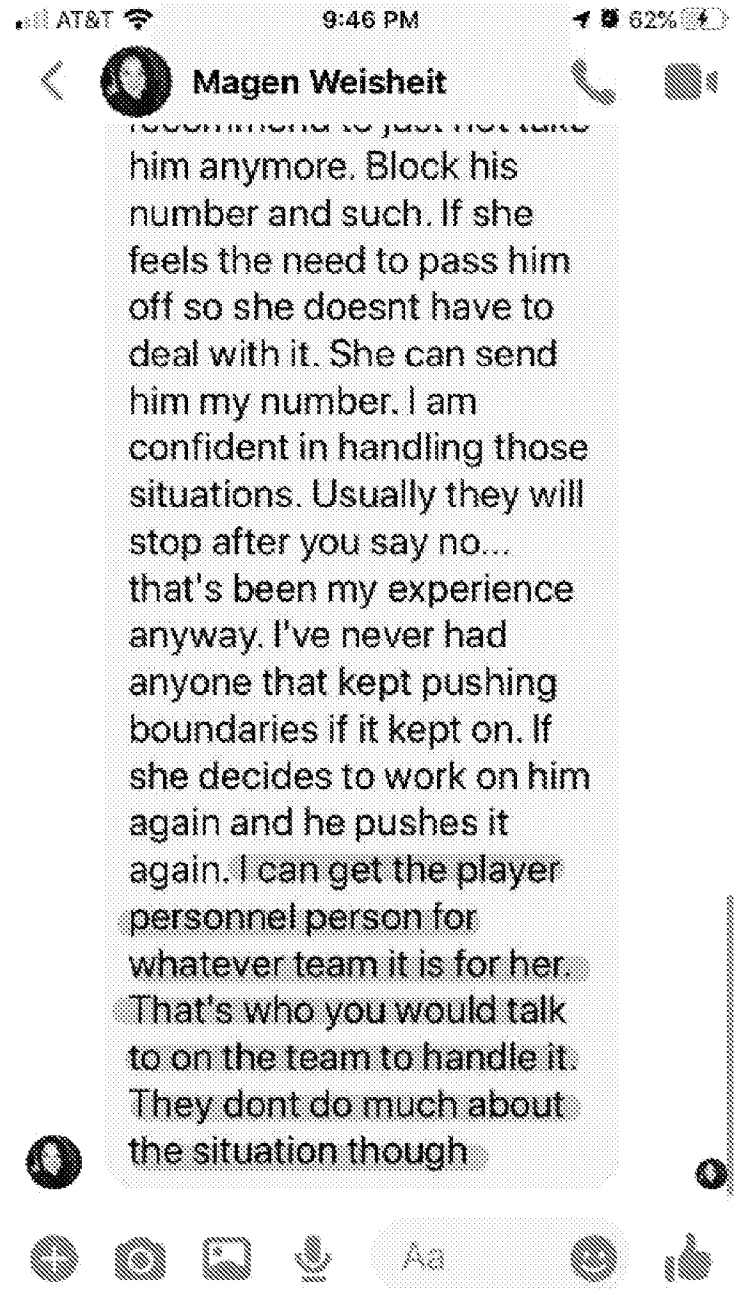 AT&T 9:46 PM 62%
Magen Weisheit
recommend to just not take
him anymore. Block his
number and such. If she
feels the need to pass him
off so she doesnt have to
deal with it. She can send
him my number. I am
confident in handling those
situations. Usually they will
stop after you say no...
that's been my experience
anyway. I've never had
anyone that kept pushing
boundaries if it kept on. If
she decides to work on him
again and he pushes it
again. I can get the player
personnel person for
whatever team it is for her.
That's who you would talk
to on the team to handle it.
They dont do much about
the situation though
Aa